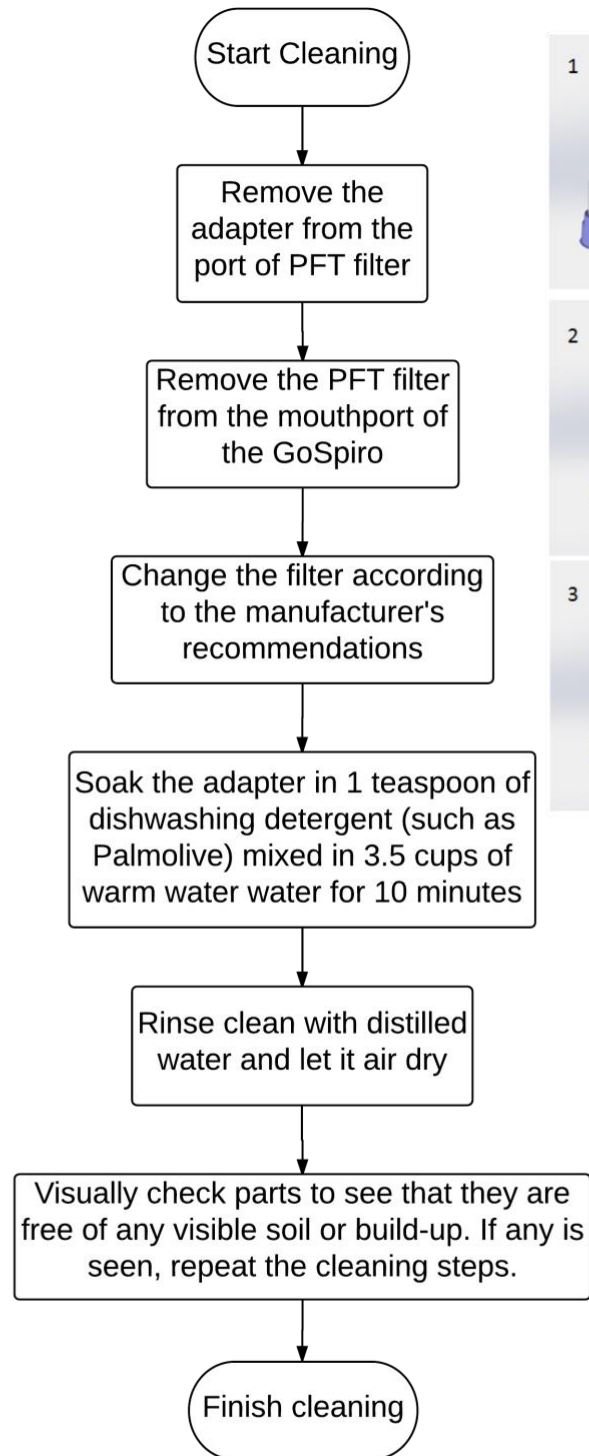 Start Cleaning
Remove the
adapter from the
port of PFT filter
Remove the PFT filter
from the mouthport of
the GoSpiro
Change the filter according
to the manufacturer's
recommendations
Soak the adapter in 1 teaspoon of
dishwashing detergent (such as
Palmolive) mixed in 3.5 cups of
warm water water for 10 minutes
Rinse clean with distilled
water and let it air dry
Visually check parts to see that they are
free of any visible soil or build-up. If any is
seen, repeat the cleaning steps.
Finish cleaning
1
2
3